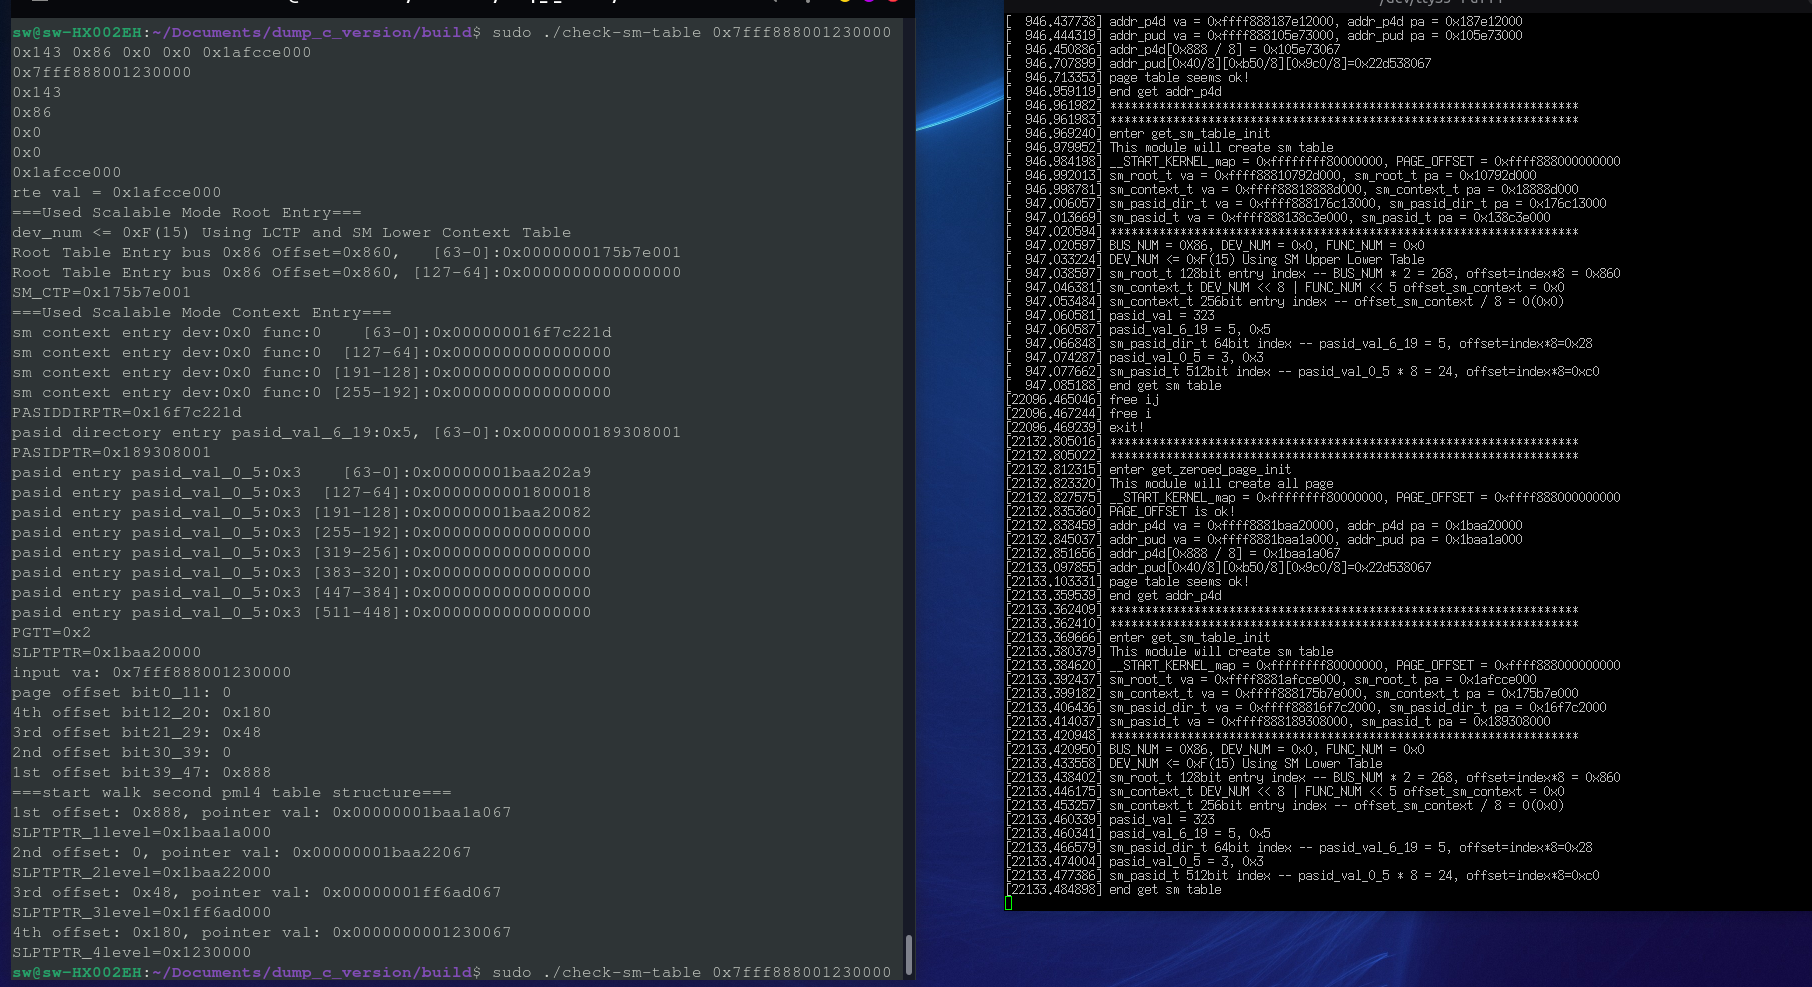 sw@sw-HX002EH:~/Documents/dump_c_version/build$ sudo ./check-sm-table 0x7fff888001230000
0x143 0x86 0x0 0x0 0x1afcce000
0x7fff888001230000
0x143
0x86
0x0
0x0
0x1afcce000
rte val = 0x1afcce000
===Used Scalable Mode Root Entry===
dev_num <= 0xF(15) Using LCTP and SM Lower Context Table
Root Table Entry bus 0x86 Offset=0x860,   [63-0]:0x0000000175b7e001
Root Table Entry bus 0x86 Offset=0x860, [127-64]:0x0000000000000000
SM_CTP=0x175b7e001
===Used Scalable Mode Context Entry===
sm context entry dev:0x0 func:0    [63-0]:0x000000016f7c221d
sm context entry dev:0x0 func:0  [127-64]:0x0000000000000000
sm context entry dev:0x0 func:0 [191-128]:0x0000000000000000
sm context entry dev:0x0 func:0 [255-192]:0x0000000000000000
PASIDDIRPTR=0x16f7c221d
pasid directory entry pasid_val_6_19:0x5, [63-0]:0x0000000189308001
PASIDPTR=0x189308001
pasid entry pasid_val_0_5:0x3    [63-0]:0x00000001baa202a9
pasid entry pasid_val_0_5:0x3  [127-64]:0x0000000001800018
pasid entry pasid_val_0_5:0x3 [191-128]:0x00000001baa20082
pasid entry pasid_val_0_5:0x3 [255-192]:0x0000000000000000
pasid entry pasid_val_0_5:0x3 [319-256]:0x0000000000000000
pasid entry pasid_val_0_5:0x3 [383-320]:0x0000000000000000
pasid entry pasid_val_0_5:0x3 [447-384]:0x0000000000000000
pasid entry pasid_val_0_5:0x3 [511-448]:0x0000000000000000
PGTT=0x2
SLPTPTR=0x1baa20000
input va: 0x7fff888001230000
page offset bit0_11: 0
4th offset bit12_20: 0x180
3rd offset bit21_29: 0x48
2nd offset bit30_39: 0
1st offset bit39_47: 0x888
===start walk second pml4 table structure===
1st offset: 0x888, pointer val: 0x00000001baa1a067
SLPTPTR_1level=0x1baa1a000
2nd offset: 0, pointer val: 0x00000001baa22067
SLPTPTR_2level=0x1baa22000
3rd offset: 0x48, pointer val: 0x00000001ff6ad067
SLPTPTR_3level=0x1ff6ad000
4th offset: 0x180, pointer val: 0x0000000001230067
SLPTPTR_4level=0x1230000
sw@sw-HX002EH:~/Documents/dump_c_version/build$ sudo ./check-sm-table 0x7fff888001230000
[  946.437738] addr_p4d va = 0xffff888187e12000, addr_p4d pa = 0x187e12000
[  946.444319] addr_pud va = 0xffff888105e73000, addr_pud pa = 0x105e73000
[  946.450886] addr_p4d[0x888 / 8] = 0x105e73067
[  946.707899] addr_pud[0x40/8][0xb50/8][0x9c0/8]=0x22d538067
[  946.713353] page table seems ok!
[  946.959119] end get addr_p4d
[  946.961982] *******************************************************************
[  946.961983] *******************************************************************
[  946.969240] enter get_sm_table_init
[  946.979952] This module will create sm table
[  946.984198] __START_KERNEL_map = 0xffffffff80000000, PAGE_OFFSET = 0xffff888000000000
[  946.992013] sm_root_t va = 0xffff88810792d000, sm_root_t pa = 0x10792d000
[  946.998781] sm_context_t va = 0xffff88818888d000, sm_context_t pa = 0x18888d000
[  947.006057] sm_pasid_dir_t va = 0xffff888176c13000, sm_pasid_dir_t pa = 0x176c13000
[  947.013669] sm_pasid_t va = 0xffff888138c3e000, sm_pasid_t pa = 0x138c3e000
[  947.020594] *******************************************************************
[  947.020597] BUS_NUM = 0X86, DEV_NUM = 0x0, FUNC_NUM = 0x0
[  947.033224] DEV_NUM <= 0xF(15) Using SM Upper Lower Table
[  947.038597] sm_root_t 128bit entry index -- BUS_NUM * 2 = 268, offset=index*8 = 0x860
[  947.046381] sm_context_t DEV_NUM << 8 | FUNC_NUM << 5 offset_sm_context = 0x0
[  947.053484] sm_context_t 256bit entry index -- offset_sm_context / 8 = 0(0x0)
[  947.060581] pasid_val = 323
[  947.060587] pasid_val_6_19 = 5, 0x5
[  947.066848] sm_pasid_dir_t 64bit index -- pasid_val_6_19 = 5, offset=index*8=0x28
[  947.074287] pasid_val_0_5 = 3, 0x3
[  947.077662] sm_pasid_t 512bit index -- pasid_val_0_5 * 8 = 24, offset=index*8=0xc0
[  947.085188] end get sm table
[22096.465046] free ij
[22096.467244] free i
[22096.469239] exit!
[22132.805016] *******************************************************************
[22132.805022] *******************************************************************
[22132.812315] enter get_zeroed_page_init
[22132.823320] This module will create all page
[22132.827575] __START_KERNEL_map = 0xffffffff80000000, PAGE_OFFSET = 0xffff888000000000
[22132.835360] PAGE_OFFSET is ok!
[22132.838459] addr_p4d va = 0xffff8881baa20000, addr_p4d pa = 0x1baa20000
[22132.845037] addr_pud va = 0xffff8881baa1a000, addr_pud pa = 0x1baa1a000
[22132.851656] addr_p4d[0x888 / 8] = 0x1baa1a067
[22133.097855] addr_pud[0x40/8][0xb50/8][0x9c0/8]=0x22d538067
[22133.103331] page table seems ok!
[22133.359539] end get addr_p4d
[22133.362409] *******************************************************************
[22133.362410] *******************************************************************
[22133.369666] enter get_sm_table_init
[22133.380379] This module will create sm table
[22133.384620] __START_KERNEL_map = 0xffffffff80000000, PAGE_OFFSET = 0xffff888000000000
[22133.392437] sm_root_t va = 0xffff8881afcce000, sm_root_t pa = 0x1afcce000
[22133.399182] sm_context_t va = 0xffff888175b7e000, sm_context_t pa = 0x175b7e000
[22133.406436] sm_pasid_dir_t va = 0xffff88816f7c2000, sm_pasid_dir_t pa = 0x16f7c2000
[22133.414037] sm_pasid_t va = 0xffff888189308000, sm_pasid_t pa = 0x189308000
[22133.420948] *******************************************************************
[22133.420950] BUS_NUM = 0X86, DEV_NUM = 0x0, FUNC_NUM = 0x0
[22133.433558] DEV_NUM <= 0xF(15) Using SM Lower Table
[22133.438402] sm_root_t 128bit entry index -- BUS_NUM * 2 = 268, offset=index*8 = 0x860
[22133.446175] sm_context_t DEV_NUM << 8 | FUNC_NUM << 5 offset_sm_context = 0x0
[22133.453257] sm_context_t 256bit entry index -- offset_sm_context / 8 = 0(0x0)
[22133.460339] pasid_val = 323
[22133.460341] pasid_val_6_19 = 5, 0x5
[22133.466579] sm_pasid_dir_t 64bit index -- pasid_val_6_19 = 5, offset=index*8=0x28
[22133.474004] pasid_val_0_5 = 3, 0x3
[22133.477386] sm_pasid_t 512bit index -- pasid_val_0_5 * 8 = 24, offset=index*8=0xc0
[22133.484898] end get sm table